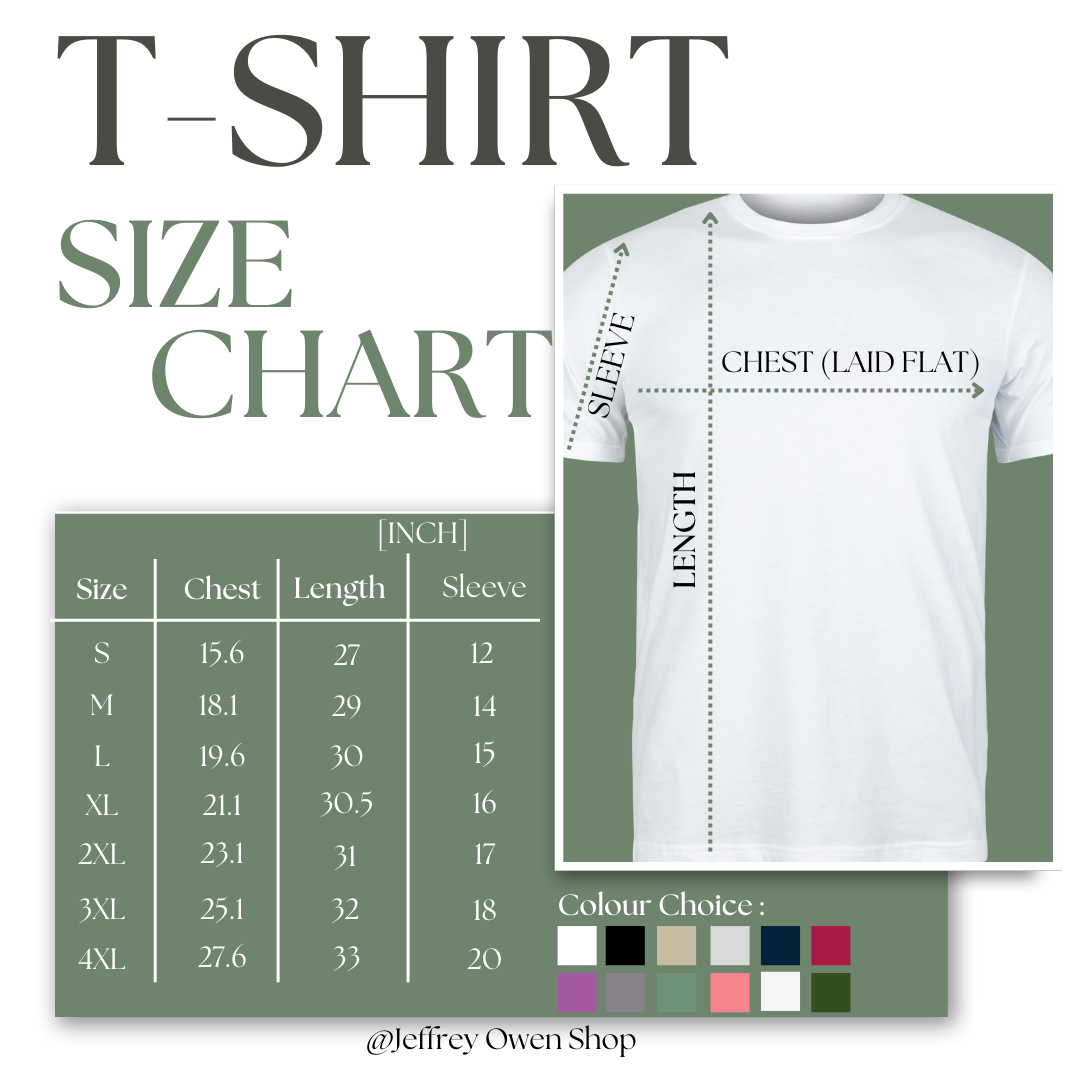 T-SHIRT
SIZE
CHART
SLEEVE
CHEST (LAID FLAT)
LENGTH
[INCH]
Size Chest Length Sleeve
S 15.6 27 12
M 18.1 29 14
L 19.6 30 15
XL 21.1 30.5 16
2XL 23.1 31 17
3XL 25.1 32 18
4XL 27.6 33 20
Colour Choice :
@Jeffrey Owen Shop